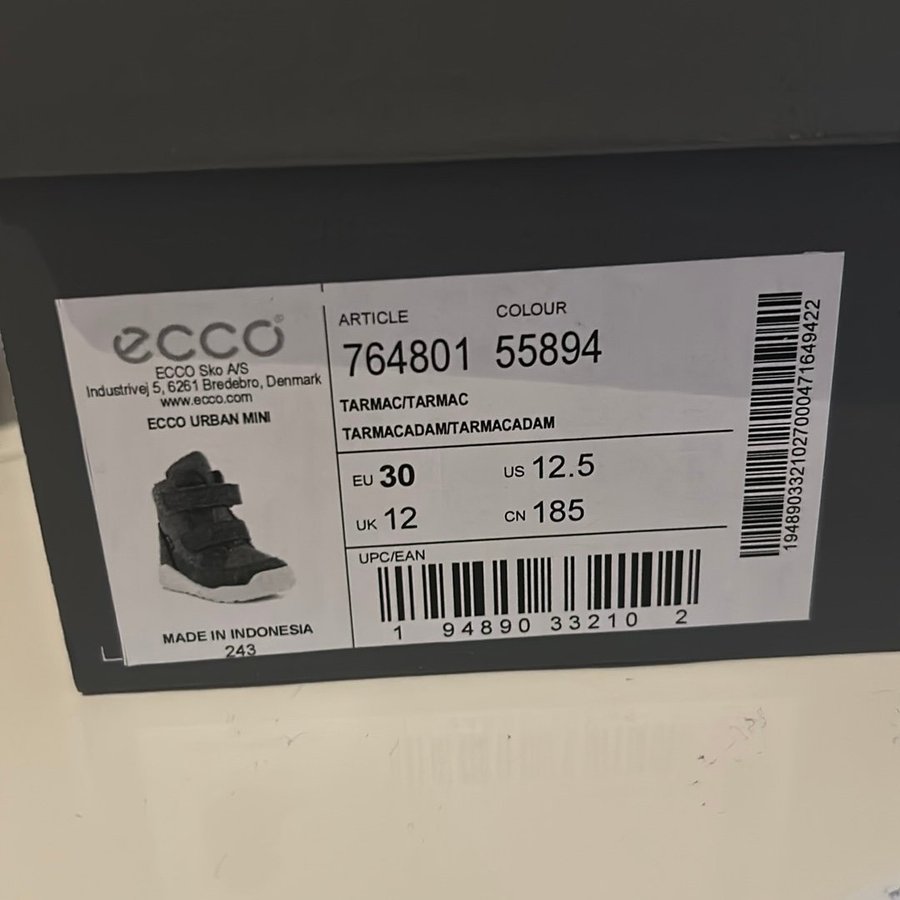 ecco®
ECCO Sko A/S
Industrivej 5, 6261 Bredebro, Denmark
www.ecco.com
ECCO URBAN MINI
MADE IN INDONESIA
243
ARTICLE COLOUR
764801 55894
TARMAC/TARMAC
TARMACADAM/TARMACADAM
EU 30 US 12.5
UK 12 CN 185
UPC/EAN
1 94890 33210 2
194890332102700047164942​2